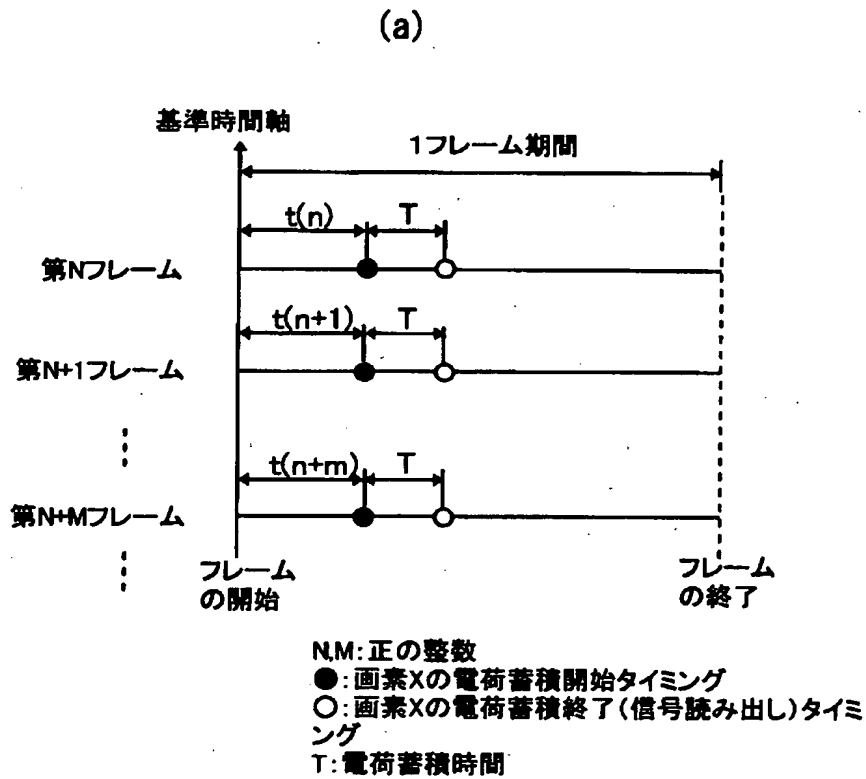 (a)
基準時間軸
1フレーム期間
t(n) T
第Nフレーム
t(n+1) T
第N+1フレーム
t(n+m) T
第N+Mフレーム
フレーム
の開始
フレーム
の終了
N,M:正の整数
●:画素Xの電荷蓄積開始タイミング
○:画素Xの電荷蓄積終了(信号読み出し)タイミ
ング
T:電荷蓄積時間